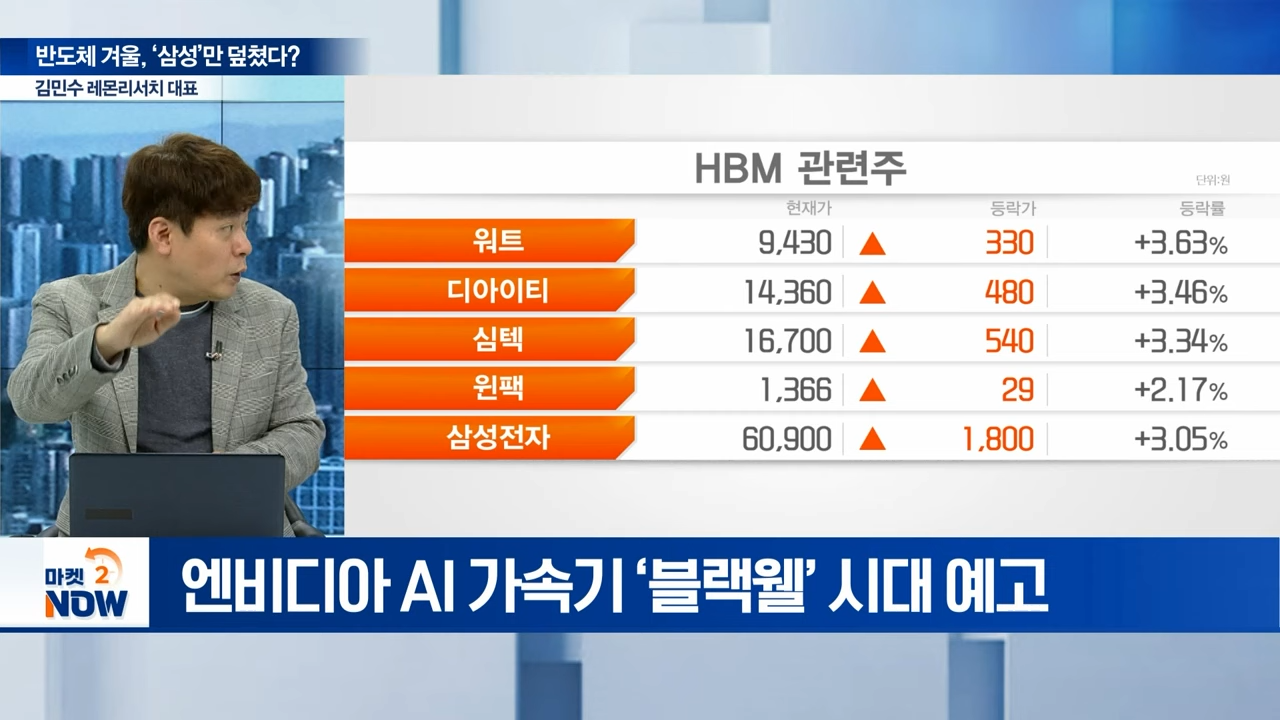 반도체 겨울, ‘삼성’만 덮쳤다?
김민수 레몬리서치 대표
HBM 관련주
단위:원
현재가 등락가 등락률
워트 9,430 ▲ 330 +3.63%
디아이티 14,360 ▲ 480 +3.46%
심텍 16,700 ▲ 540 +3.34%
윈팩 1,366 ▲ 29 +2.17%
삼성전자 60,900 ▲ 1,800 +3.05%
마켓 2
NOW
엔비디아 AI 가속기 ‘블랙웰’ 시대 예고